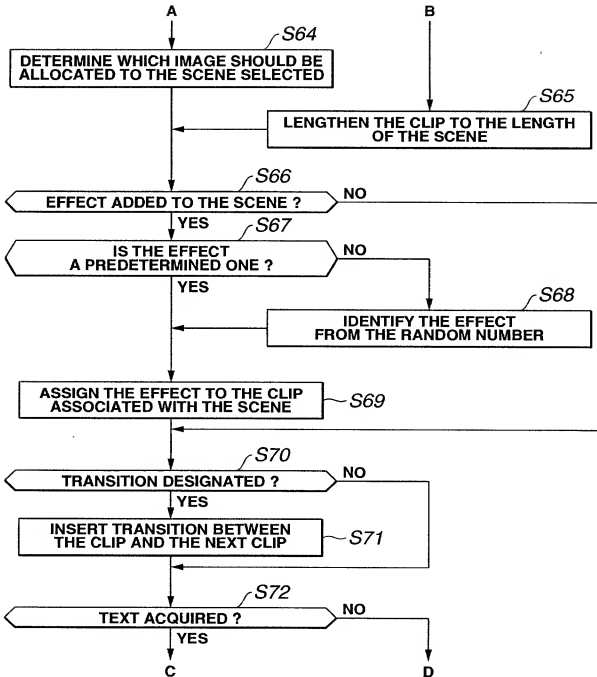 A
B
S64
DETERMINE WHICH IMAGE SHOULD BE
ALLOCATED TO THE SCENE SELECTED
S65
LENGTHEN THE CLIP TO THE LENGTH
OF THE SCENE
S66
EFFECT ADDED TO THE SCENE ?
NO
YES
S67
IS THE EFFECT
A PREDETERMINED ONE ?
NO
YES
S68
IDENTIFY THE EFFECT
FROM THE RANDOM NUMBER
ASSIGN THE EFFECT TO THE CLIP
ASSOCIATED WITH THE SCENE
S69
S70
TRANSITION DESIGNATED ?
NO
YES
INSERT TRANSITION BETWEEN
THE CLIP AND THE NEXT CLIP
S71
S72
TEXT ACQUIRED ?
NO
YES
C
D